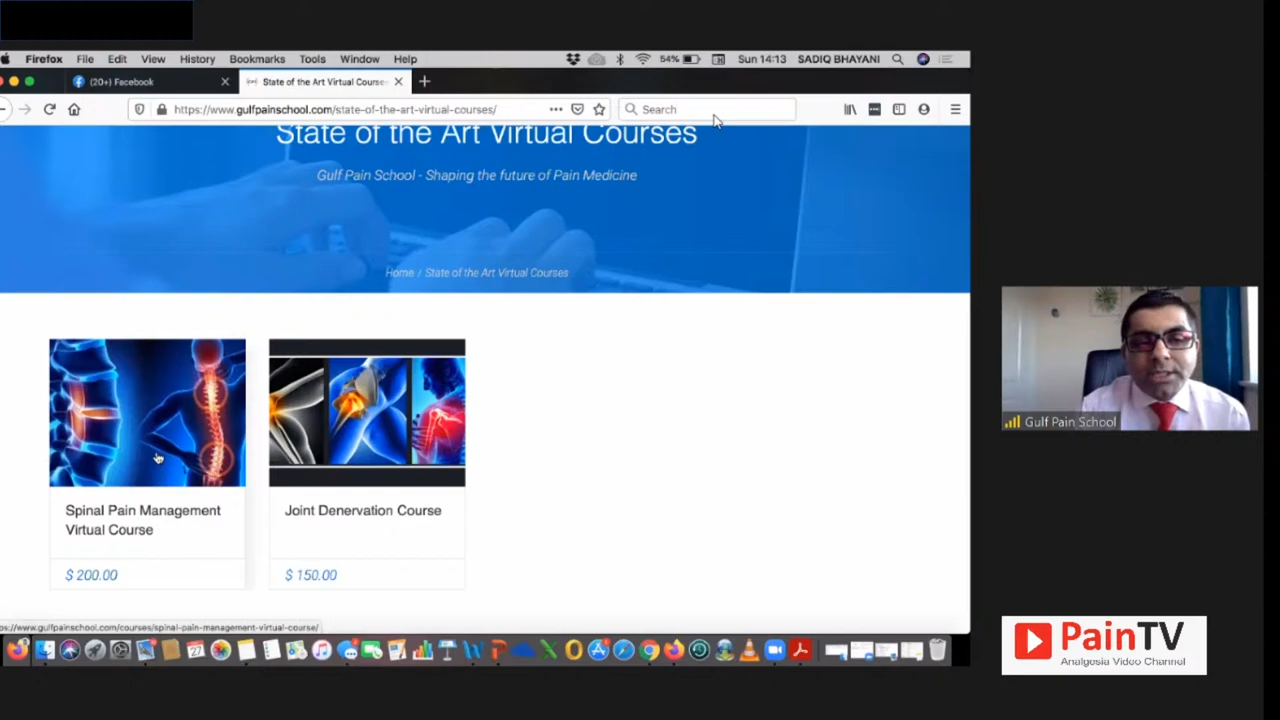 Firefox File Edit View History Bookmarks Tools Window Help 54% Sun 14:13 SADIQ BHAYANI
(20+) Facebook State of the Art Virtual Course
https://www.gulfpainschool.com/state-of-the-art-virtual-courses/ Search
State of the Art Virtual Courses
Gulf Pain School - Shaping the future of Pain Medicine
Home / State of the Art Virtual Courses
Gulf Pain School
Spinal Pain Management
Virtual Course
Joint Denervation Course
$ 200.00
$ 150.00
ps://www.gulfpainschool.com/courses/spinal-pain-management-virtual-course/
PainTV
Analgesia Video Channel